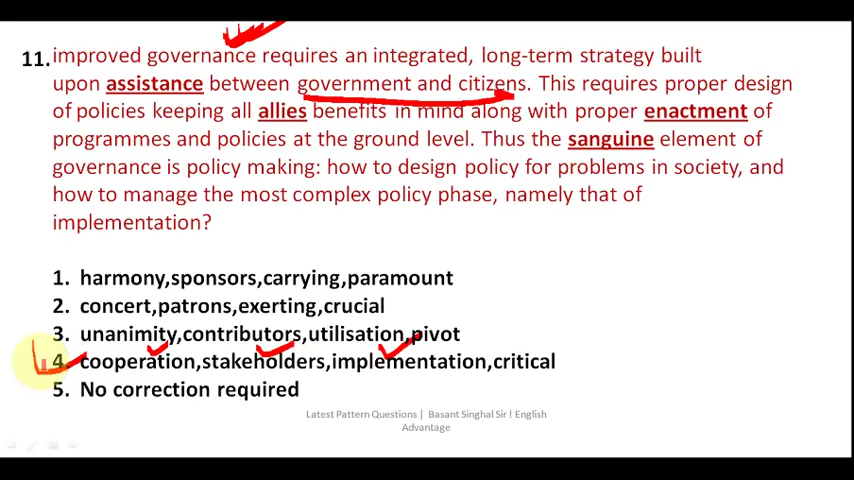 11. improved governance requires an integrated, long-term strategy built
upon assistance between government and citizens. This requires proper design
of policies keeping all allies benefits in mind along with proper enactment of
programmes and policies at the ground level. Thus the sanguine element of
governance is policy making: how to design policy for problems in society, and
how to manage the most complex policy phase, namely that of
implementation?
1. harmony,sponsors,carrying,paramount
2. concert,patrons,exerting,crucial
3. unanimity,contributors,utilisation,pivot
4. cooperation,stakeholders,implementation,critical
5. No correction required
Latest Pattern Questions | Basant Singhal Sir ! English
Advantage